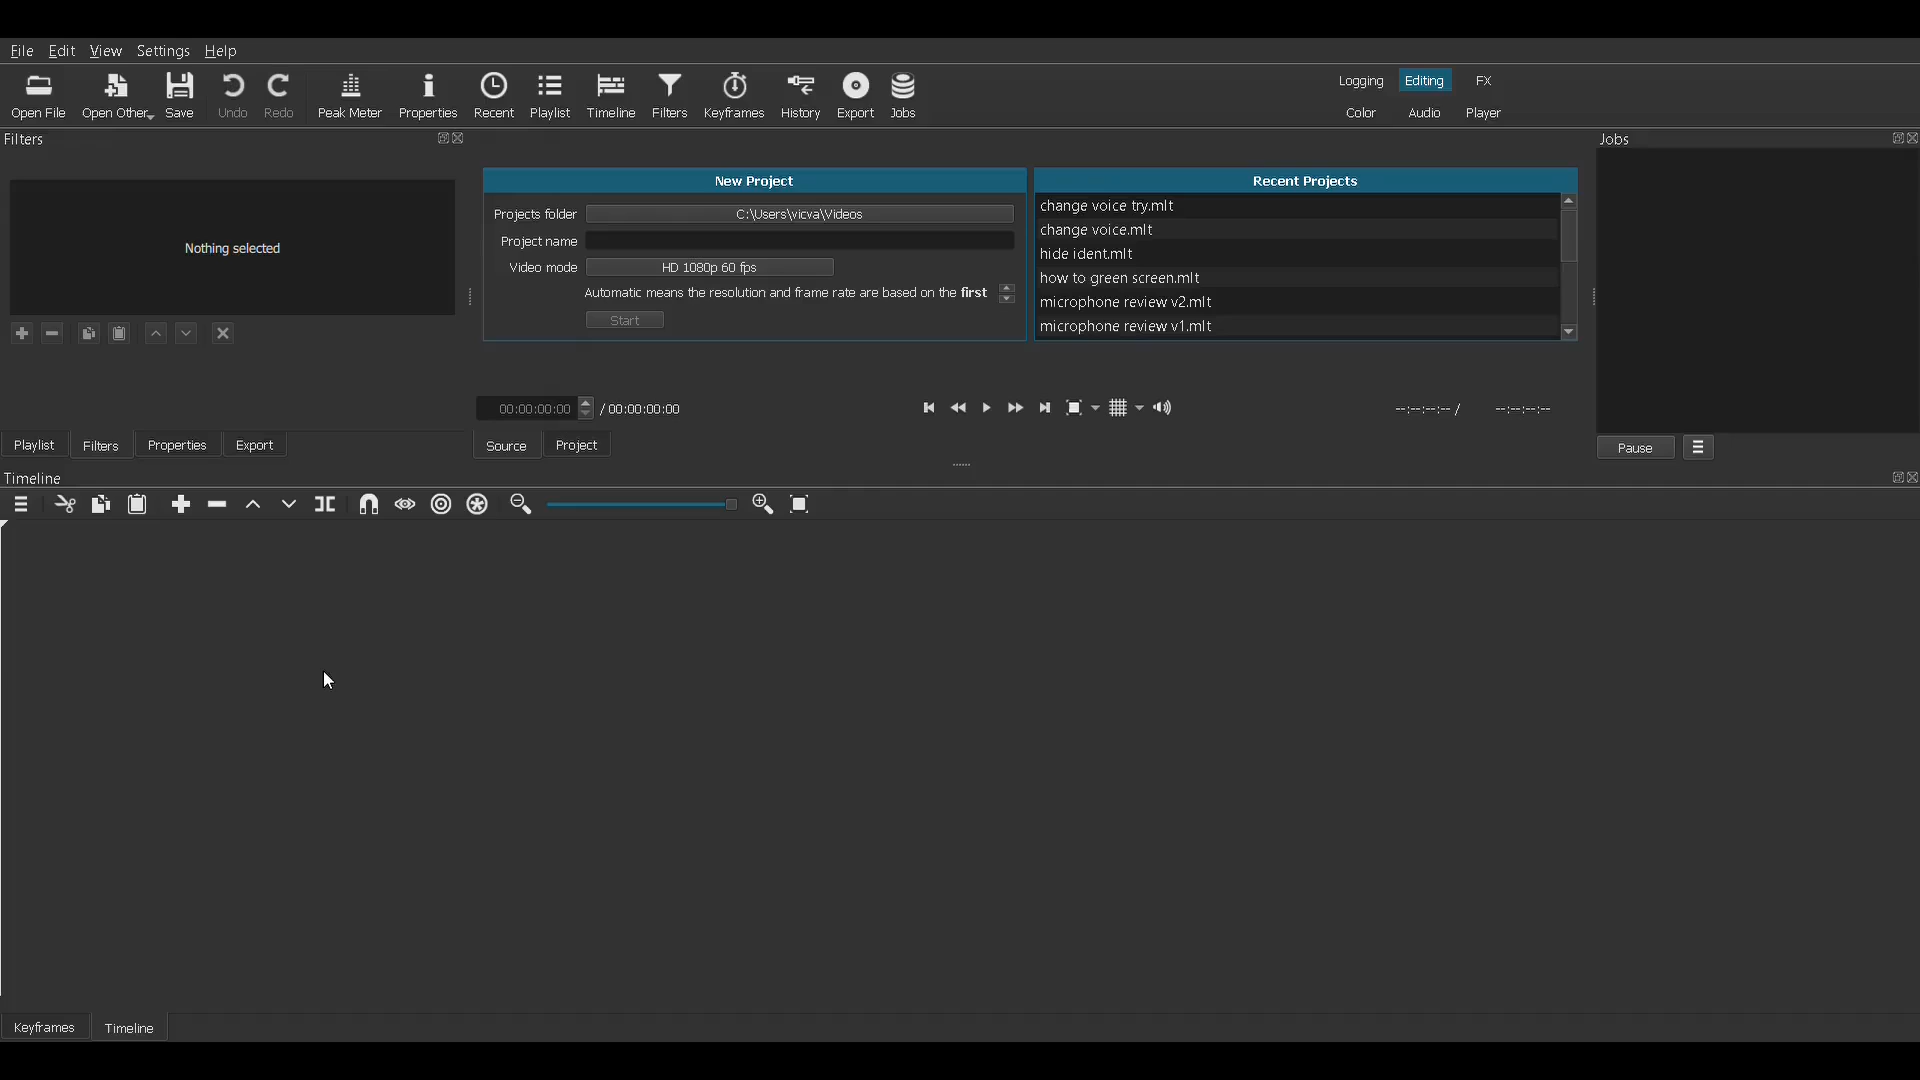 File Edit View Settings Help
Open File Open Other Save Undo Redo Peak Meter Properties Recent Playlist Timeline Filters Keyframes History Export Jobs
Logging Editing FX
Color Audio Player
Filters
Nothing selected
Playlist Filters Properties Export
New Project
Projects folder C:\Users\vicva\Videos
Project name
Video mode HD 1080p 60 fps
Automatic means the resolution and frame rate are based on the first
Start
Recent Projects
change voice try.mlt
change voice.mlt
hide ident.mlt
how to green screen.mlt
microphone review v2.mlt
microphone review v1.mlt
00:00:00:00 / 00:00:00:00
--:--:--:-- / --:--:--:--
Source Project
Jobs
Pause
Timeline
Keyframes Timeline